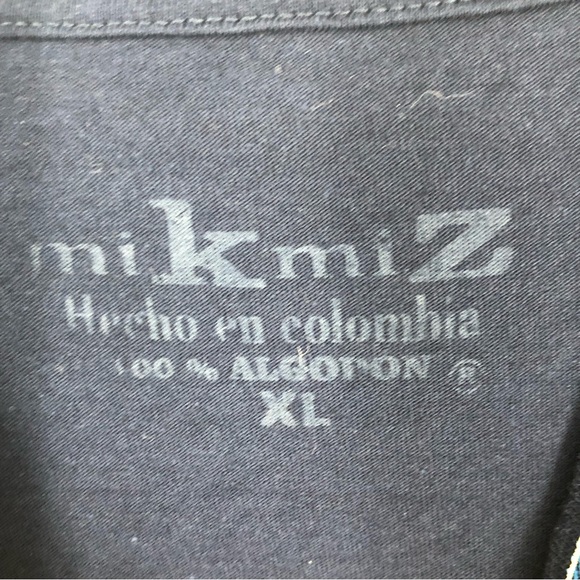 mikmiZ
Hecho en colombia
100 % ALGODON ®
XL